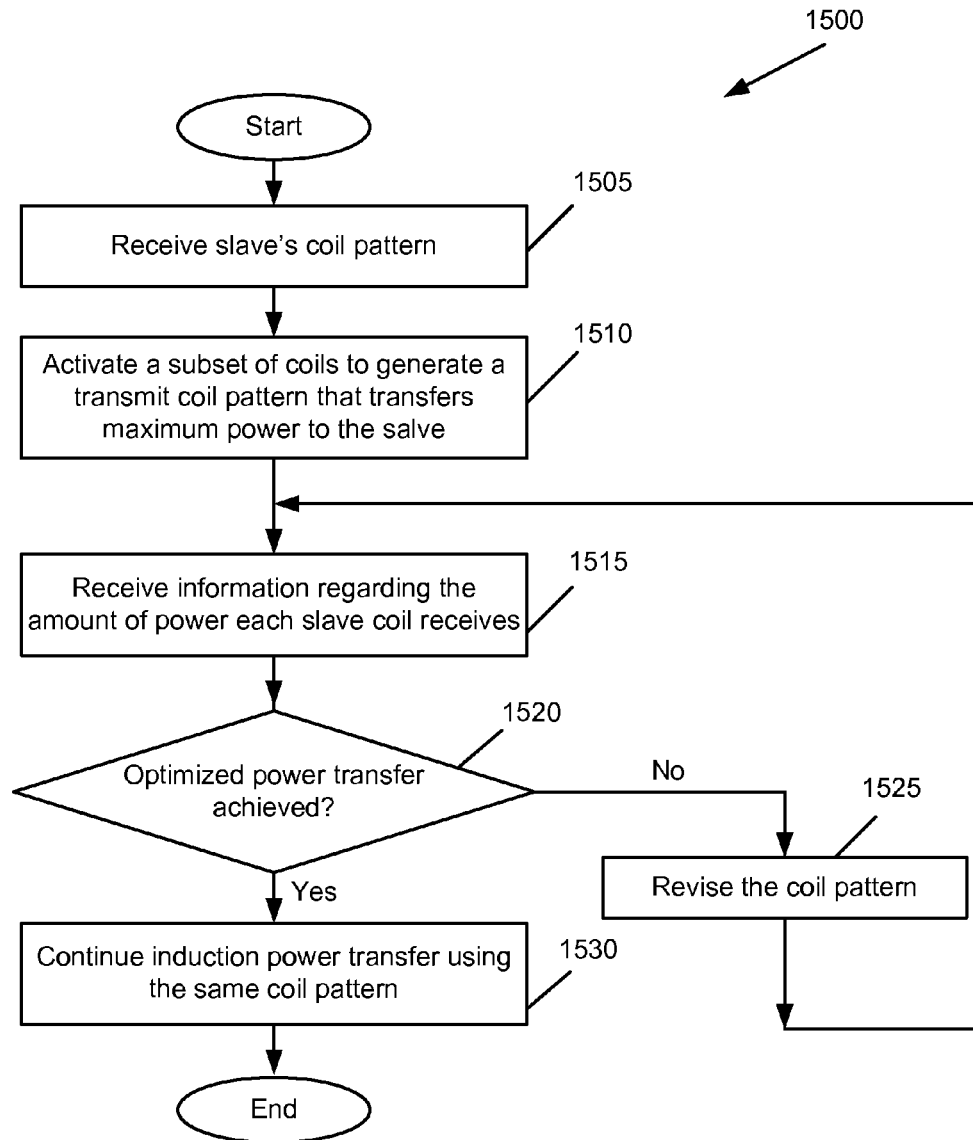 1500
Start
1505
Receive slave's coil pattern
1510
Activate a subset of coils to generate a
transmit coil pattern that transfers
maximum power to the salve
1515
Receive information regarding the
amount of power each slave coil receives
1520
Optimized power transfer
achieved?
No
1525
Revise the coil pattern
Yes
1530
Continue induction power transfer using
the same coil pattern
End